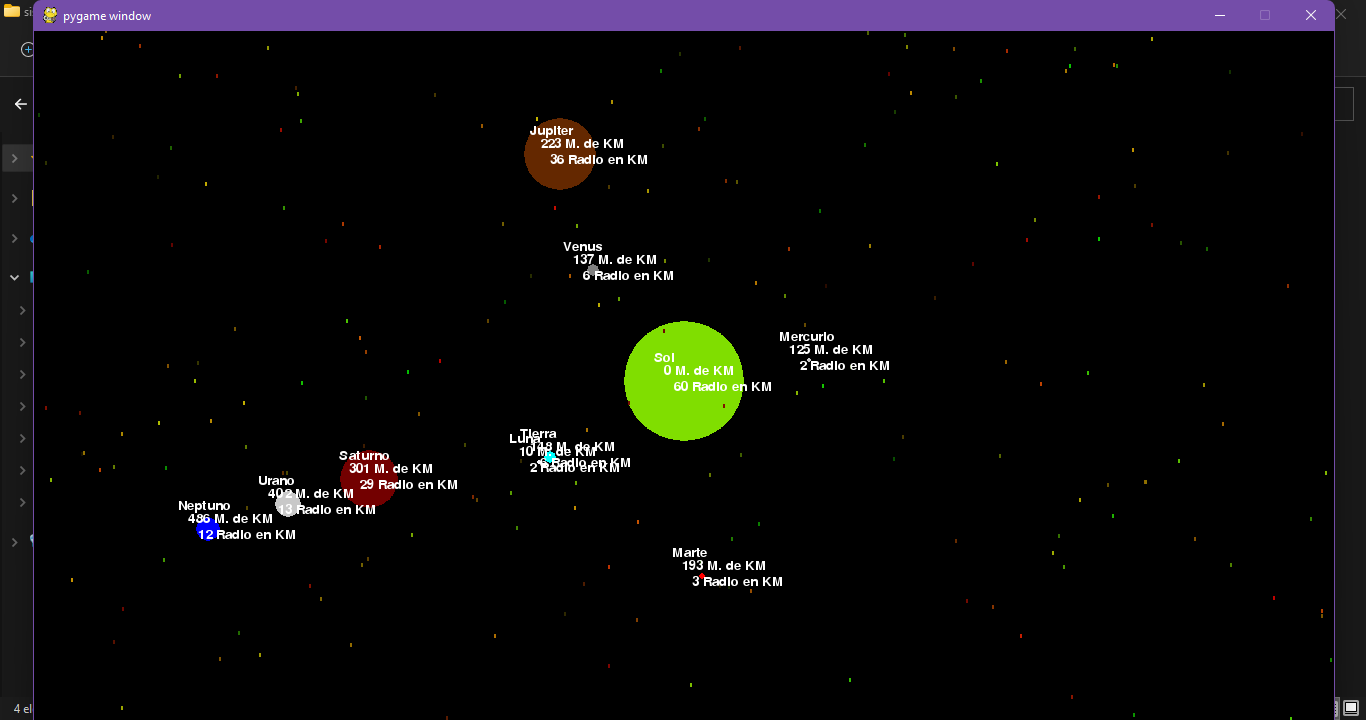 pygame window
Jupiter
223 M. de KM
36 Radio en KM
Venus
137 M. de KM
6 Radio en KM
Mercurio
125 M. de KM
2 Radio en KM
Sol
0 M. de KM
60 Radio en KM
Tierra
148 M. de KM
6 Radio en KM
Luna
10 M. de KM
2 Radio en KM
Saturno
301 M. de KM
29 Radio en KM
Urano
402 M. de KM
13 Radio en KM
Neptuno
486 M. de KM
12 Radio en KM
Marte
193 M. de KM
3 Radio en KM